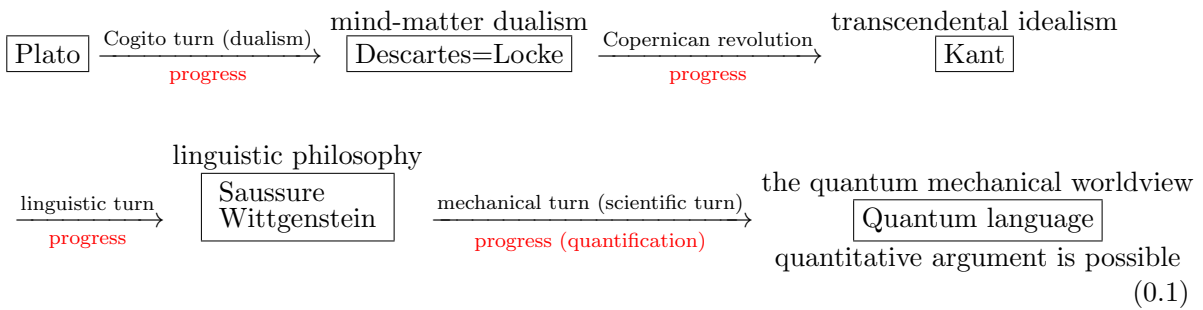 mind-matter dualism
transcendental idealism
Plato Cogito turn (dualism) Descartes=Locke Copernican revolution Kant
progress progress
linguistic philosophy
Saussure
Wittgenstein
linguistic turn
progress
mechanical turn (scientific turn)
progress (quantification)
the quantum mechanical worldview
Quantum language
quantitative argument is possible
(0.1)